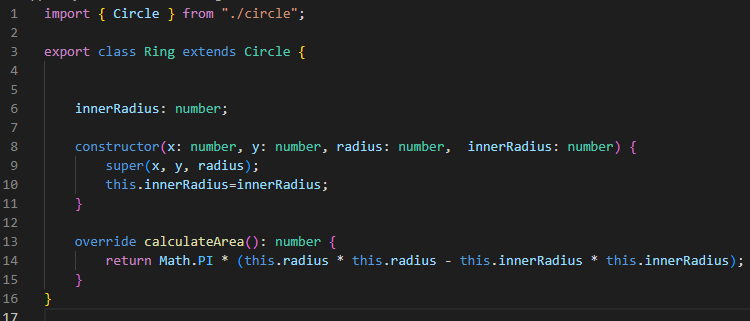 1 import { Circle } from "./circle";
2
3 export class Ring extends Circle {
4
5
6     innerRadius: number;
7
8     constructor(x: number, y: number, radius: number,  innerRadius: number) {
9         super(x, y, radius);
10         this.innerRadius=innerRadius;
11     }
12
13     override calculateArea(): number {
14         return Math.PI * (this.radius * this.radius - this.innerRadius * this.innerRadius);
15     }
16 }
17